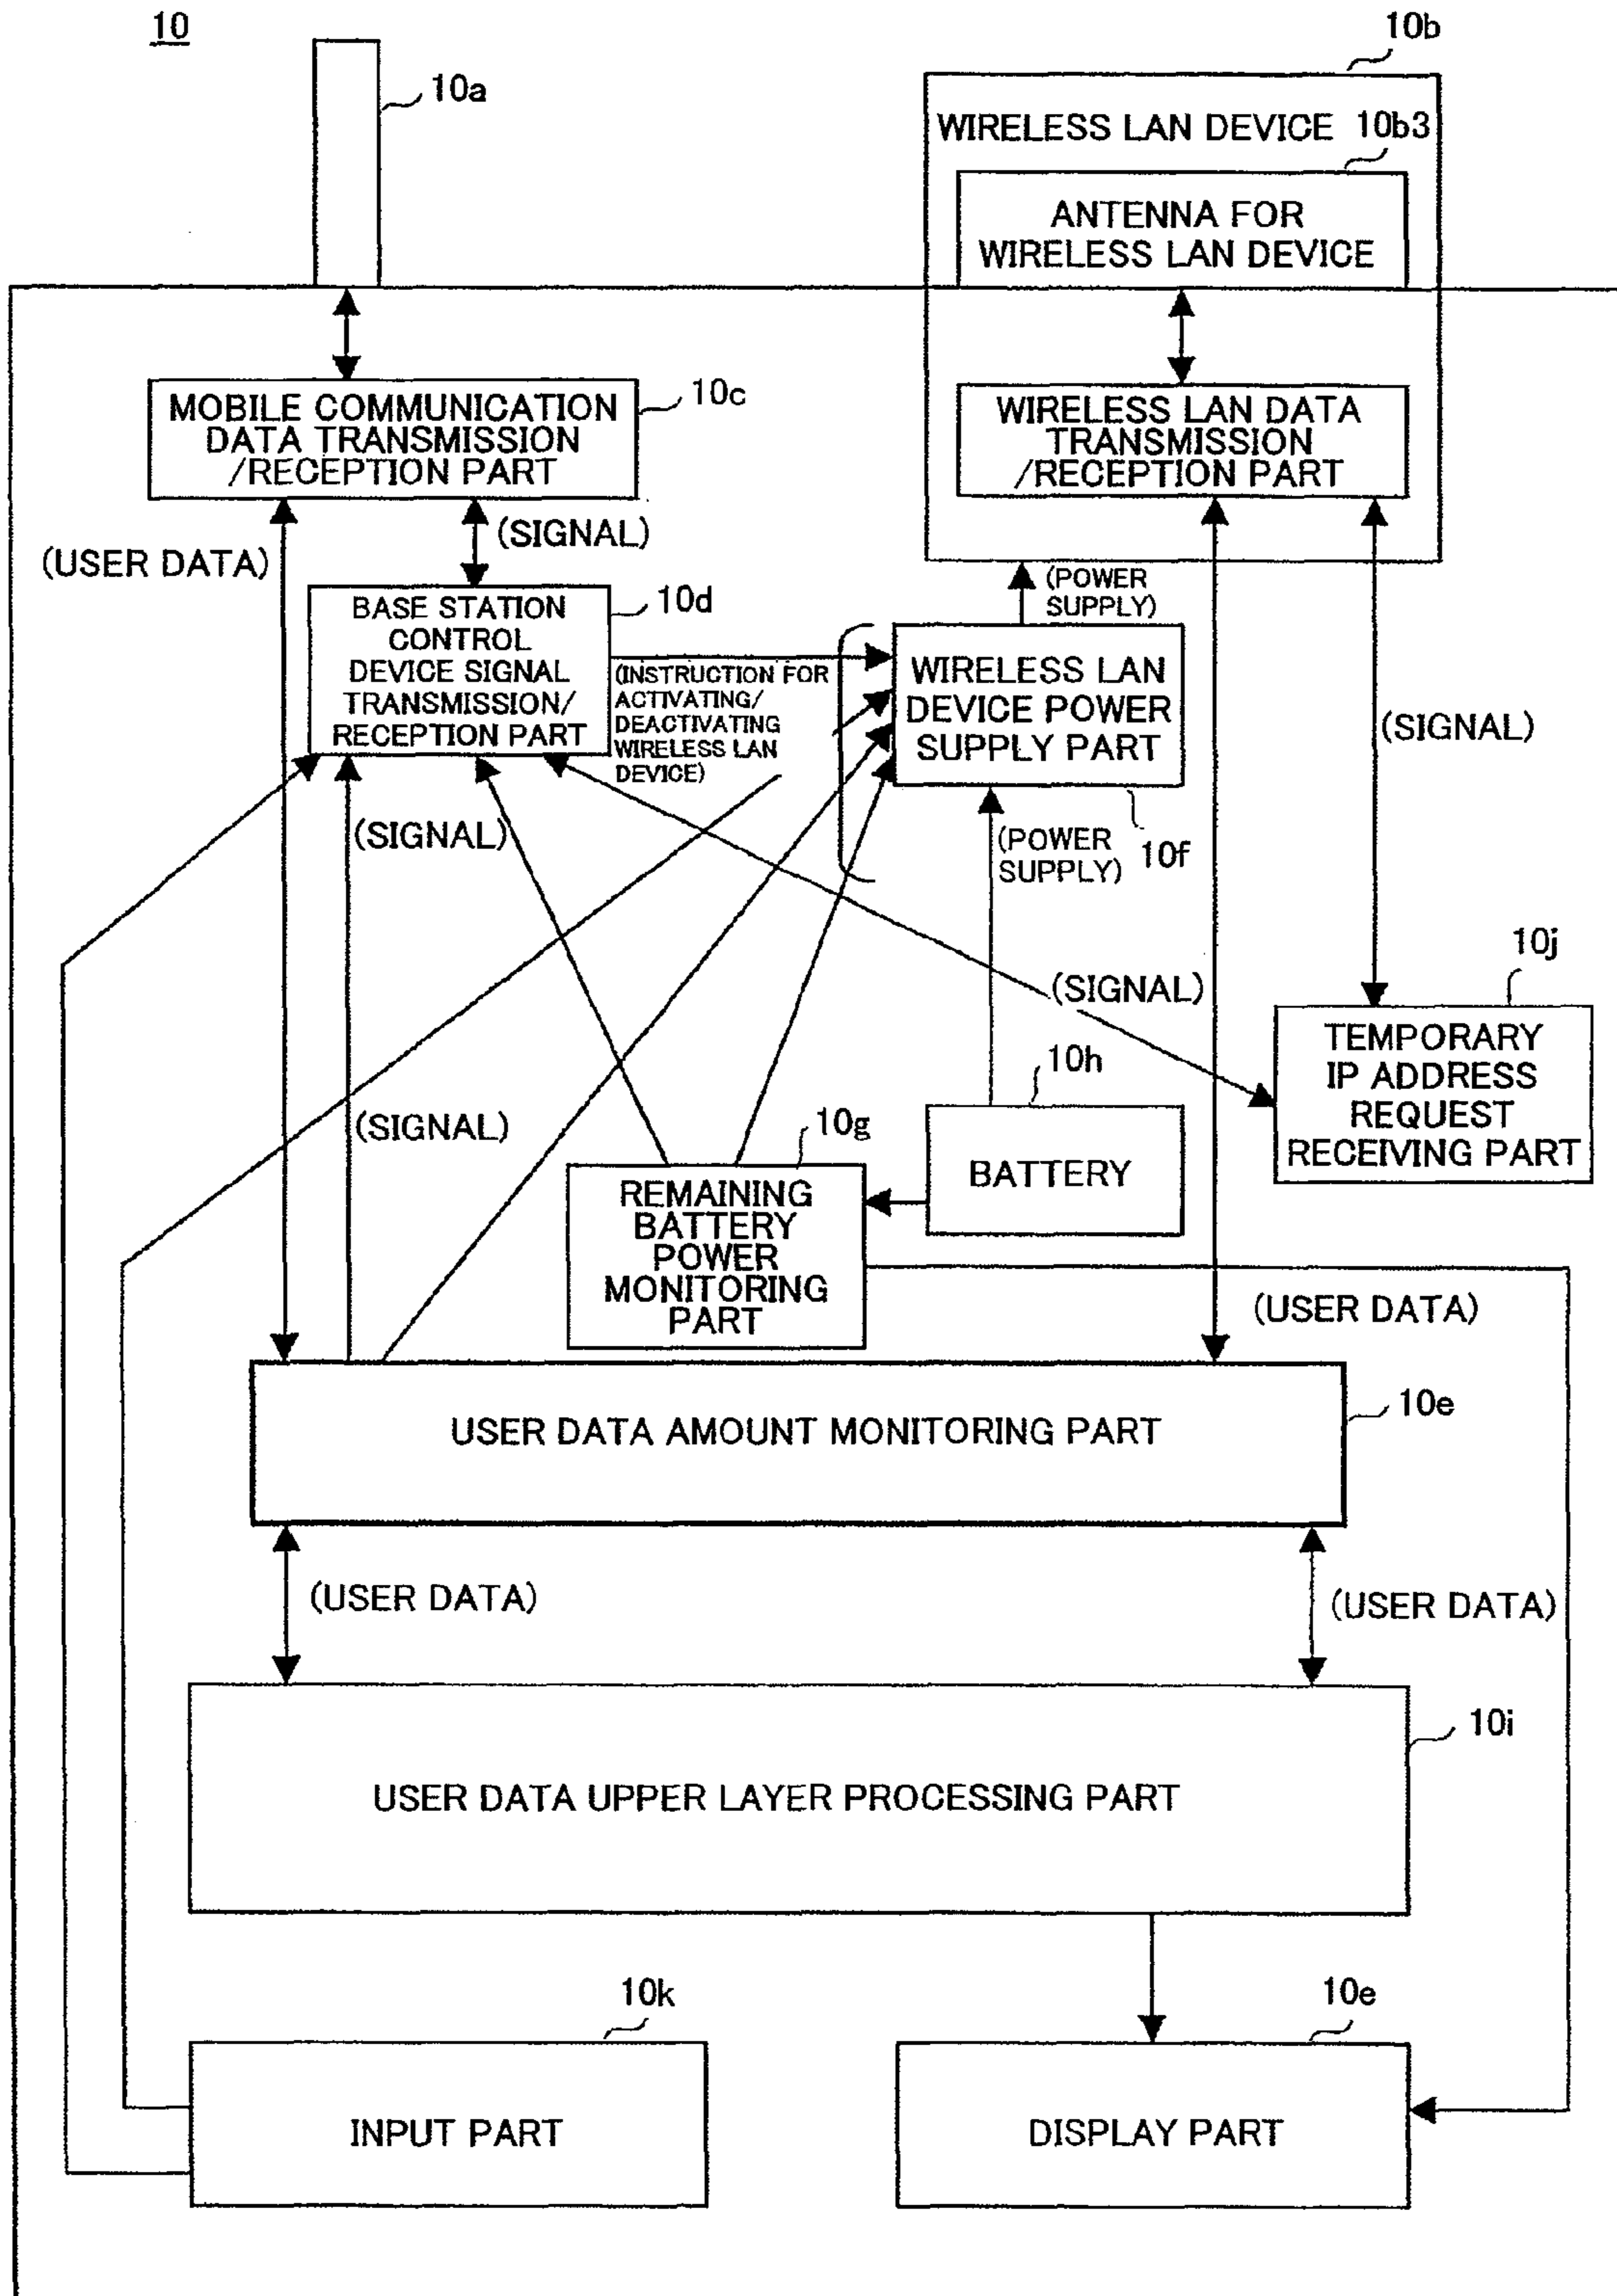 10
10a
10b
WIRELESS LAN DEVICE
10b3
ANTENNA FOR
WIRELESS LAN DEVICE
MOBILE COMMUNICATION
DATA TRANSMISSION
/RECEPTION PART
10c
WIRELESS LAN DATA
TRANSMISSION
/RECEPTION PART
(USER DATA)
(SIGNAL)
BASE STATION
CONTROL
DEVICE SIGNAL
TRANSMISSION/
RECEPTION PART
10d
(POWER
SUPPLY)
(INSTRUCTION FOR
ACTIVATING/
DEACTIVATING
WIRELESS LAN
DEVICE)
WIRELESS LAN
DEVICE POWER
SUPPLY PART
(SIGNAL)
(SIGNAL)
(POWER
SUPPLY)
10f
10j
(SIGNAL)
TEMPORARY
IP ADDRESS
REQUEST
RECEIVING PART
10h
BATTERY
(SIGNAL)
10g
REMAINING
BATTERY
POWER
MONITORING
PART
(USER DATA)
USER DATA AMOUNT MONITORING PART
10e
(USER DATA)
(USER DATA)
10i
USER DATA UPPER LAYER PROCESSING PART
10k
INPUT PART
10e
DISPLAY PART